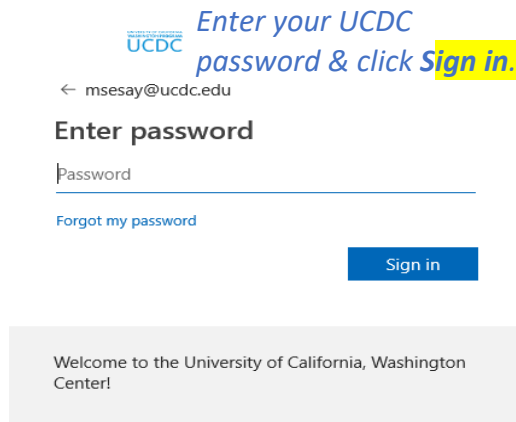 Enter your UCDC
UCDC
password & click Sign in.
← msesay@ucdc.edu
Enter password
Password
Forgot my password
Sign in
Welcome to the University of California, Washington
Center!